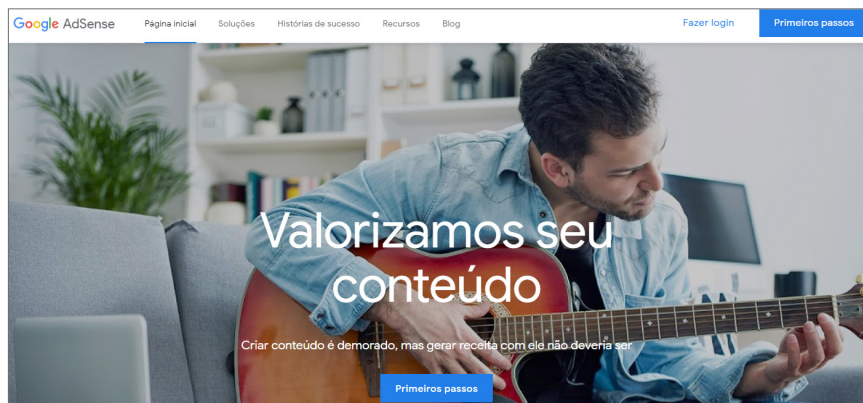 Google AdSense Página inicial Soluções Histórias de sucesso Recursos Blog Fazer login Primeiros passos
Valorizamos seu
conteúdo
Criar conteúdo é demorado, mas gerar receita com ele não deveria ser
Primeiros passos